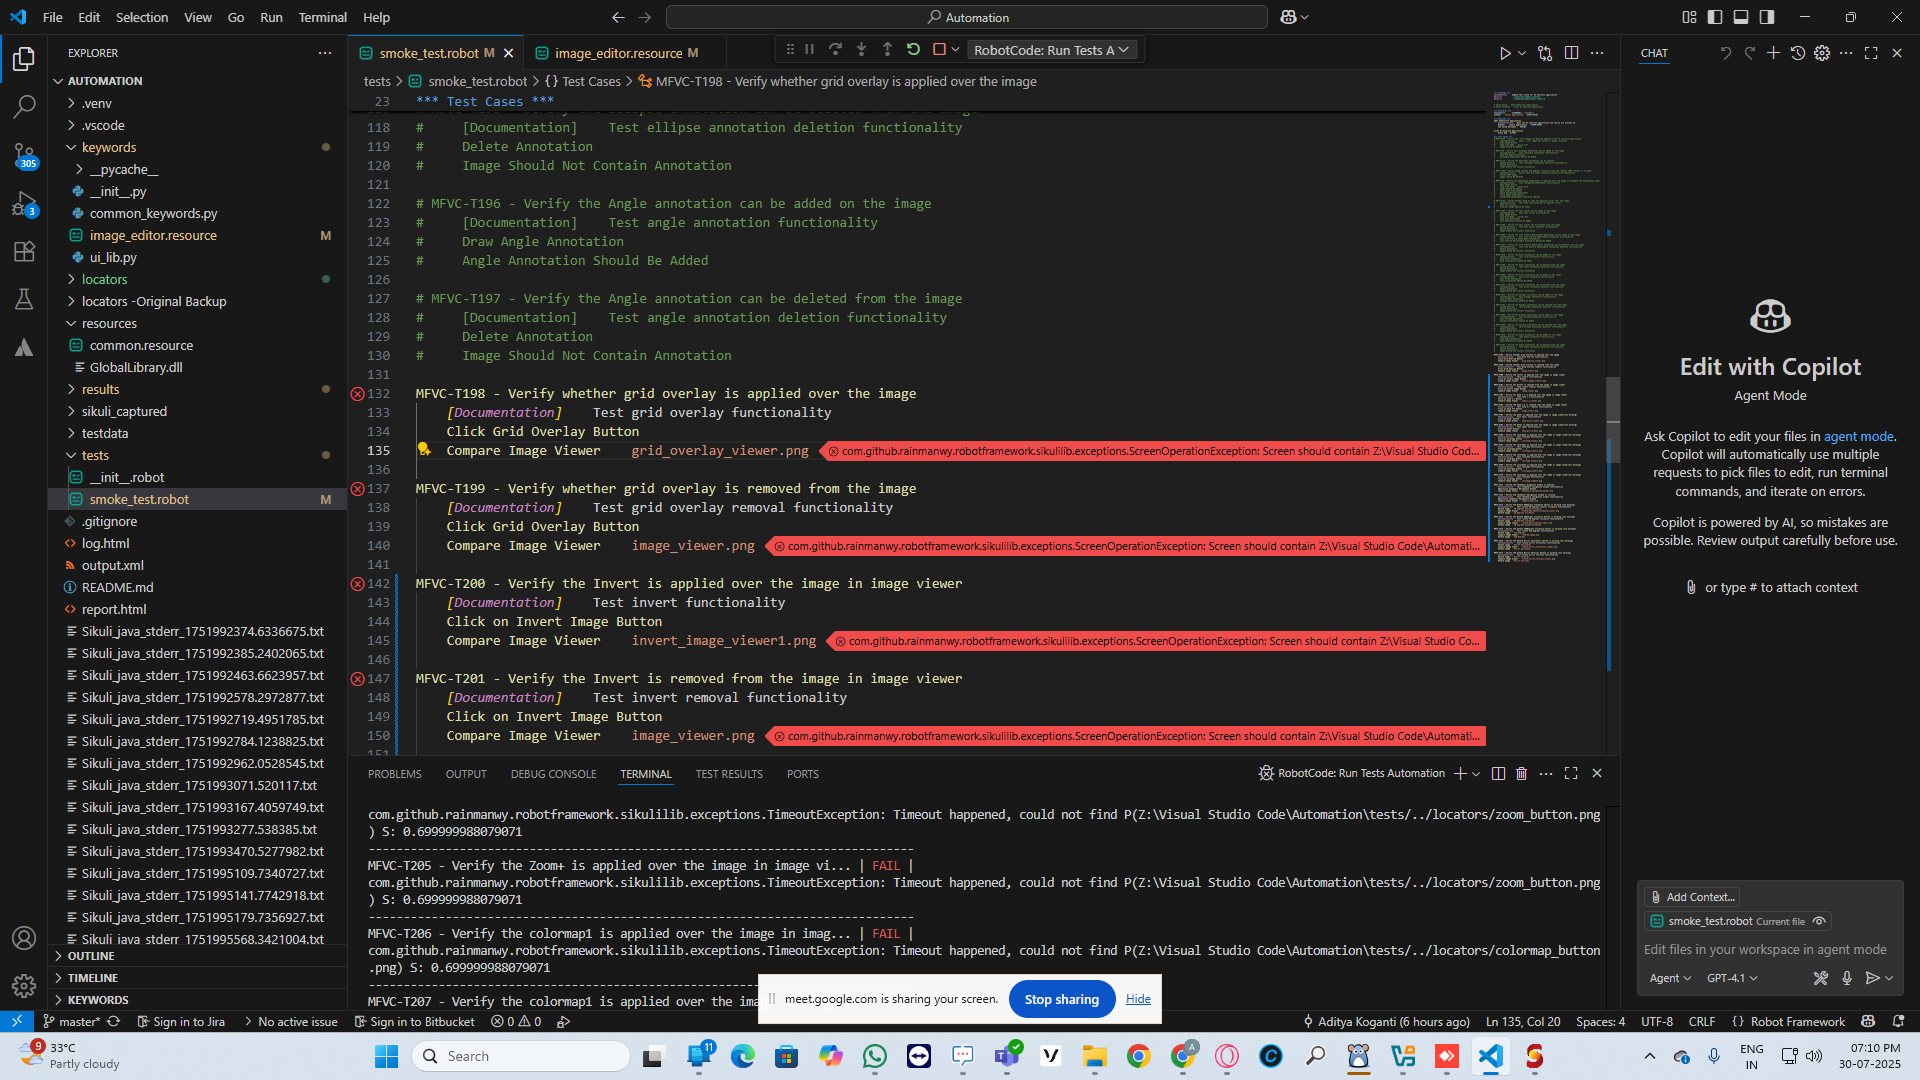 File Edit Selection View Go Run Terminal Help
Automation
EXPLORER
AUTOMATION
.venv
.vscode
keywords
__pycache__
__init__.py
common_keywords.py
image_editor.resource M
ui_lib.py
locators
locators -Original Backup
resources
common.resource
GlobalLibrary.dll
results
sikuli_captured
testdata
tests
__init__.robot
smoke_test.robot M
.gitignore
log.html
output.xml
README.md
report.html
Sikuli_java_stderr_1751992374.6336675.txt
Sikuli_java_stderr_1751992385.2402065.txt
Sikuli_java_stderr_1751992463.6623957.txt
Sikuli_java_stderr_1751992578.2972877.txt
Sikuli_java_stderr_1751992719.4951785.txt
Sikuli_java_stderr_1751992784.1238825.txt
Sikuli_java_stderr_1751992962.0528545.txt
Sikuli_java_stderr_1751993071.520117.txt
Sikuli_java_stderr_1751993167.4059749.txt
Sikuli_java_stderr_1751993277.538385.txt
Sikuli_java_stderr_1751993470.5277982.txt
Sikuli_java_stderr_1751995109.7340727.txt
Sikuli_java_stderr_1751995141.7742918.txt
Sikuli_java_stderr_1751995179.7356927.txt
Sikuli_java_stderr_1751995568.3421004.txt
OUTLINE
TIMELINE
KEYWORDS
305
3
smoke_test.robot M
image_editor.resource M
RobotCode: Run Tests A
tests > smoke_test.robot > {} Test Cases > MFVC-T198 - Verify whether grid overlay is applied over the image
23 *** Test Cases ***
118 # [Documentation] Test ellipse annotation deletion functionality
119 # Delete Annotation
120 # Image Should Not Contain Annotation
121
122 # MFVC-T196 - Verify the Angle annotation can be added on the image
123 # [Documentation] Test angle annotation functionality
124 # Draw Angle Annotation
125 # Angle Annotation Should Be Added
126
127 # MFVC-T197 - Verify the Angle annotation can be deleted from the image
128 # [Documentation] Test angle annotation deletion functionality
129 # Delete Annotation
130 # Image Should Not Contain Annotation
131
132 MFVC-T198 - Verify whether grid overlay is applied over the image
133 [Documentation] Test grid overlay functionality
134 Click Grid Overlay Button
135 Compare Image Viewer grid_overlay_viewer.png com.github.rainmanwy.robotframework.sikulilib.exceptions.ScreenOperationException: Screen should contain Z:\Visual Studio Cod...
136
137 MFVC-T199 - Verify whether grid overlay is removed from the image
138 [Documentation] Test grid overlay removal functionality
139 Click Grid Overlay Button
140 Compare Image Viewer image_viewer.png com.github.rainmanwy.robotframework.sikulilib.exceptions.ScreenOperationException: Screen should contain Z:\Visual Studio Code\Automati...
141
142 MFVC-T200 - Verify the Invert is applied over the image in image viewer
143 [Documentation] Test invert functionality
144 Click on Invert Image Button
145 Compare Image Viewer invert_image_viewer1.png com.github.rainmanwy.robotframework.sikulilib.exceptions.ScreenOperationException: Screen should contain Z:\Visual Studio Co...
146
147 MFVC-T201 - Verify the Invert is removed from the image in image viewer
148 [Documentation] Test invert removal functionality
149 Click on Invert Image Button
150 Compare Image Viewer image_viewer.png com.github.rainmanwy.robotframework.sikulilib.exceptions.ScreenOperationException: Screen should contain Z:\Visual Studio Code\Automati...
151
PROBLEMS OUTPUT DEBUG CONSOLE TERMINAL TEST RESULTS PORTS
RobotCode: Run Tests Automation
com.github.rainmanwy.robotframework.sikulilib.exceptions.TimeoutException: Timeout happened, could not find P(Z:\Visual Studio Code\Automation\tests/../locators/zoom_button.png
) S: 0.699999988079071
------------------------------------------------------------------------------
MFVC-T205 - Verify the Zoom+ is applied over the image in image vi... | FAIL |
com.github.rainmanwy.robotframework.sikulilib.exceptions.TimeoutException: Timeout happened, could not find P(Z:\Visual Studio Code\Automation\tests/../locators/zoom_button.png
) S: 0.699999988079071
------------------------------------------------------------------------------
MFVC-T206 - Verify the colormap1 is applied over the image in imag... | FAIL |
com.github.rainmanwy.robotframework.sikulilib.exceptions.TimeoutException: Timeout happened, could not find P(Z:\Visual Studio Code\Automation\tests/../locators/colormap_button
.png) S: 0.699999988079071
------------------------------------------------------------------------------
MFVC-T207 - Verify the colormap1 is applied over the ima
meet.google.com is sharing your screen.
Stop sharing
Hide
CHAT
Edit with Copilot
Agent Mode
Ask Copilot to edit your files in agent mode.
Copilot will automatically use multiple
requests to pick files to edit, run terminal
commands, and iterate on errors.
Copilot is powered by AI, so mistakes are
possible. Review output carefully before use.
or type # to attach context
Add Context...
smoke_test.robot Current file
Edit files in your workspace in agent mode
Agent GPT-4.1
master*
Sign in to Jira
No active issue
Sign in to Bitbucket
0 0
Aditya Koganti (6 hours ago)
Ln 135, Col 20
Spaces: 4
UTF-8
CRLF
{} Robot Framework
9
33°C
Partly cloudy
Search
11
A
ENG
IN
07:10 PM
30-07-2025